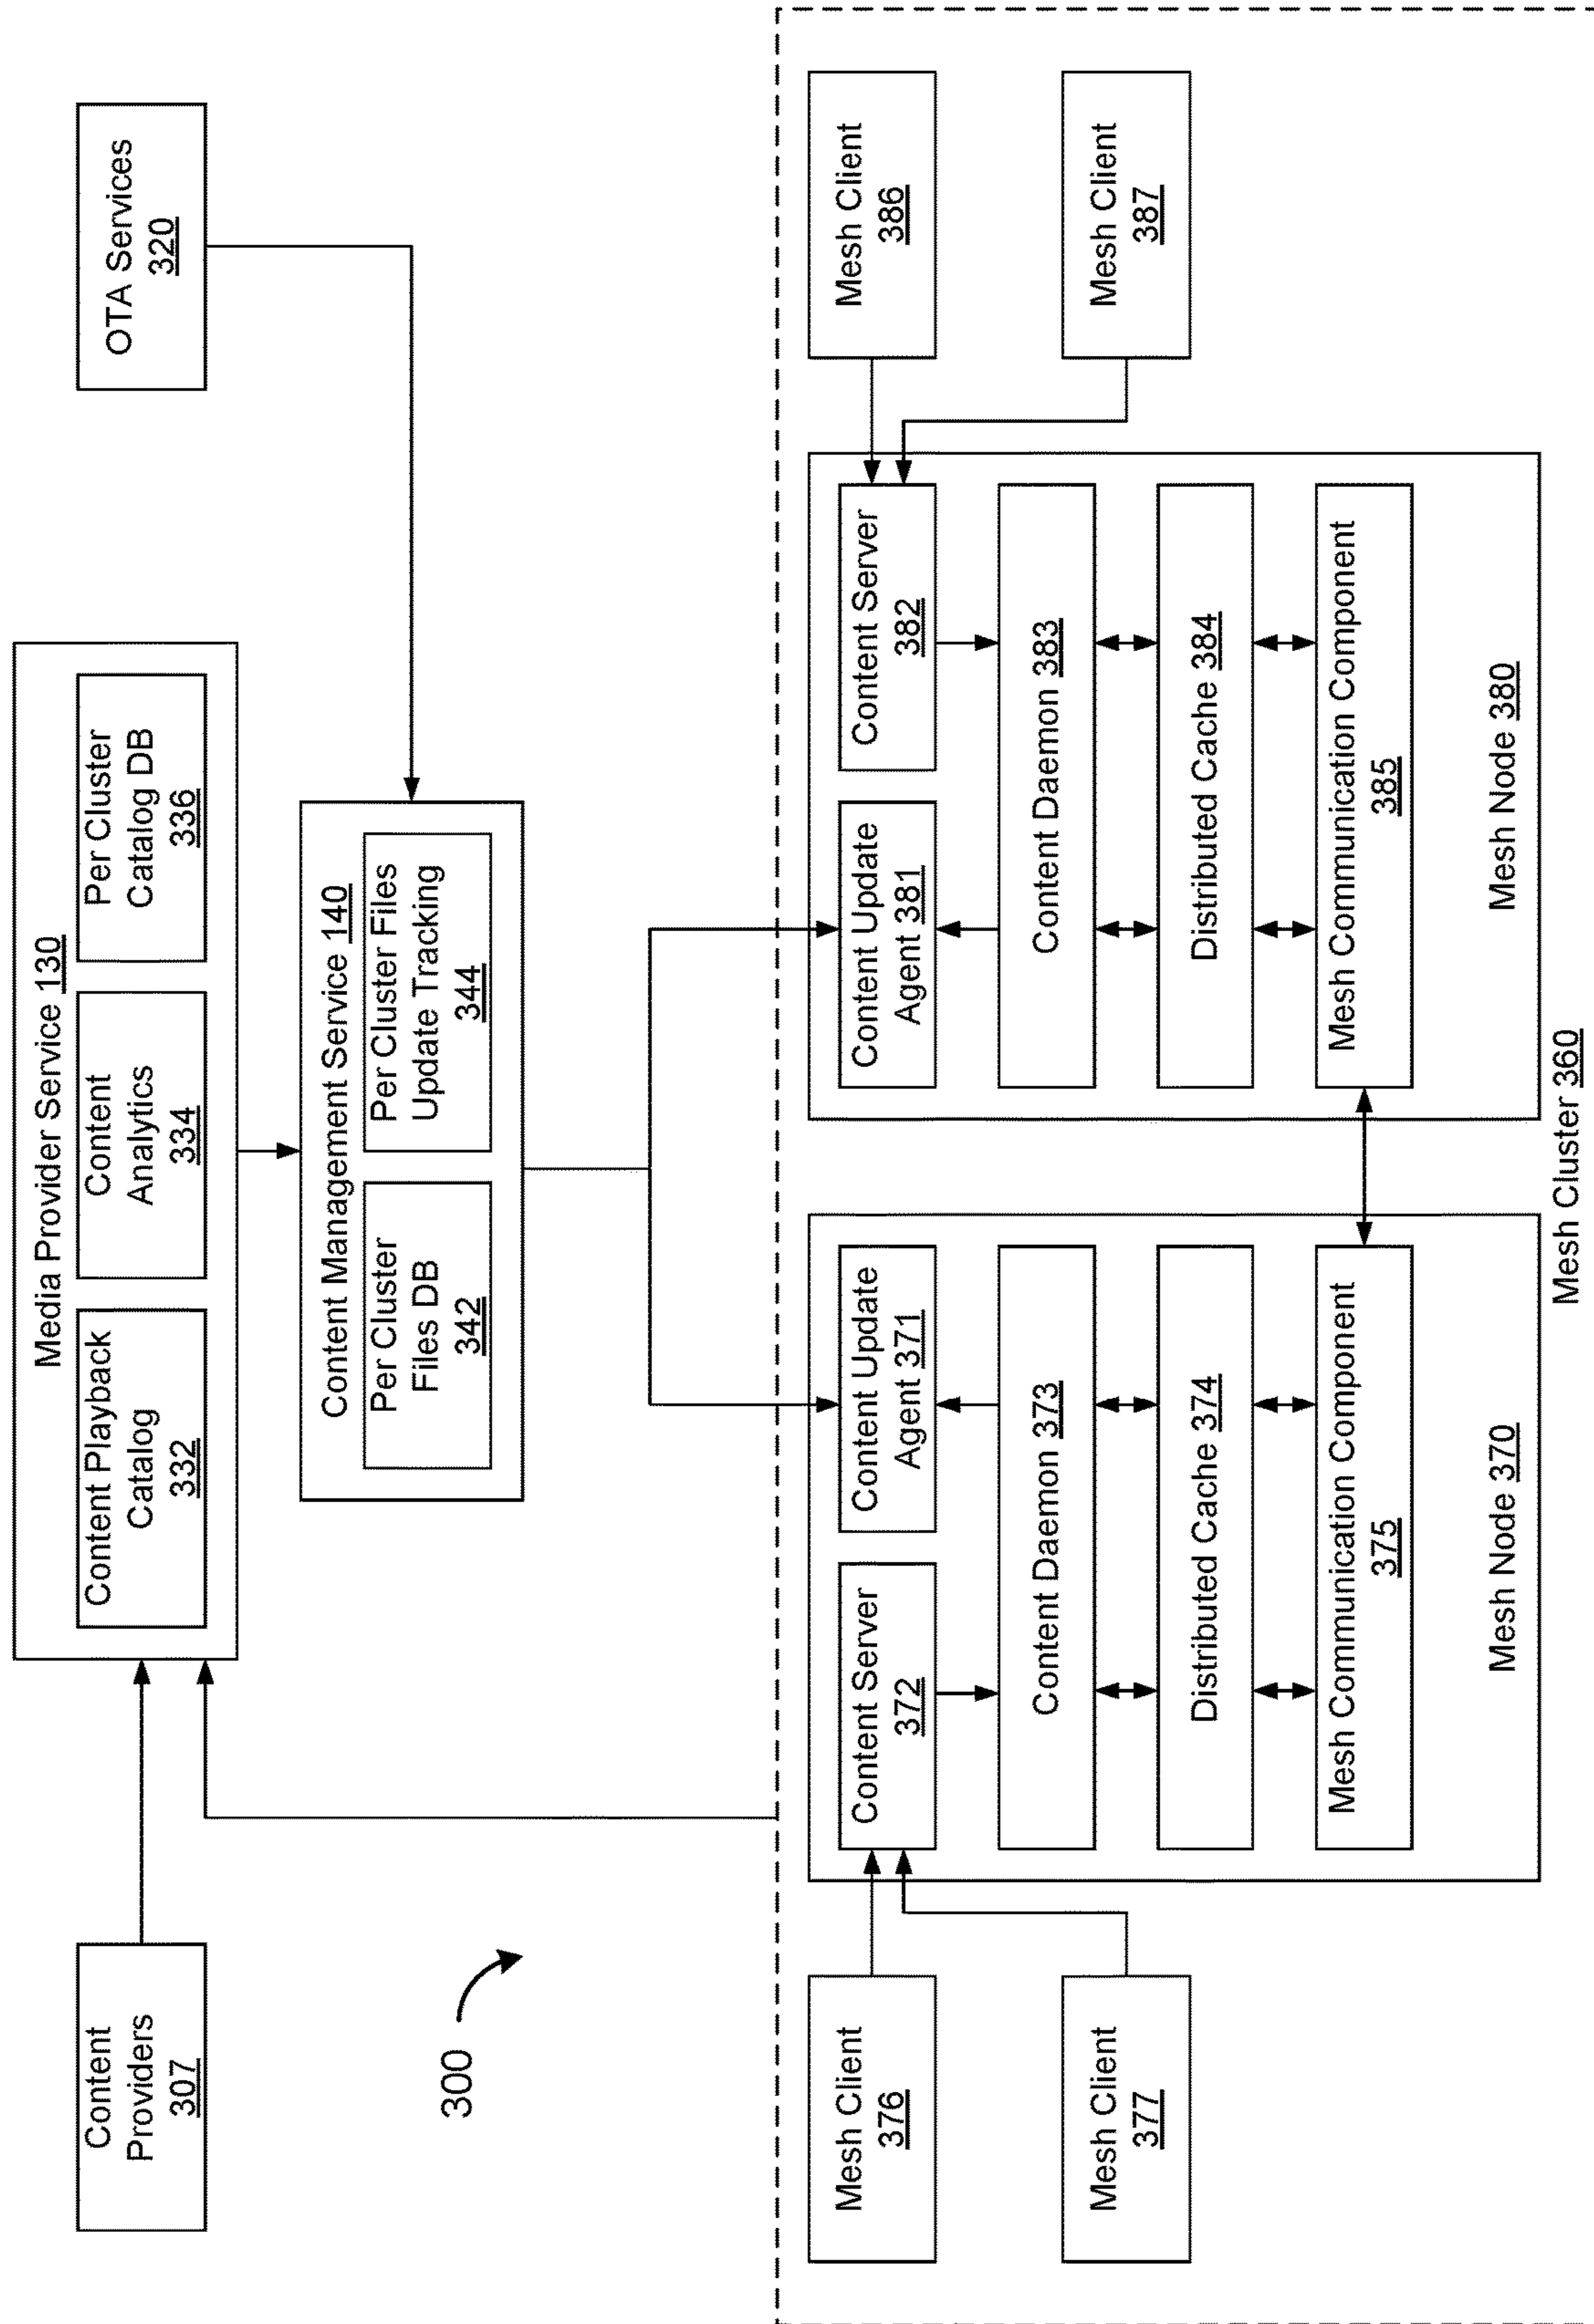 Media Provider Service 130
Content
Providers
307
Content Playback
Catalog
332
Content
Analytics
334
Per Cluster
Catalog DB
336
OTA Services
320
Content Management Service 140
Per Cluster
Files DB
342
Per Cluster Files
Update Tracking
344
300
Mesh Client
376
Mesh Client
377
Content Server
372
Content Update
Agent 371
Content Daemon 373
Distributed Cache 374
Mesh Communication Component
375
Mesh Node 370
Content Update
Agent 381
Content Server
382
Content Daemon 383
Distributed Cache 384
Mesh Communication Component
385
Mesh Node 380
Mesh Client
386
Mesh Client
387
Mesh Cluster 360